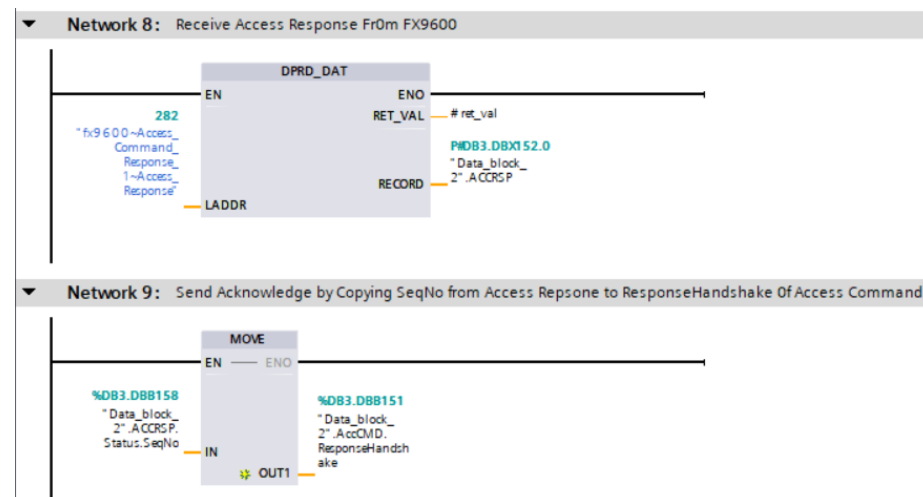 Network 8: Receive Access Response Fr0m FX9600
DPRD_DAT
EN ENO
282
"fx9600~Access_
Command_
Response_
1~Access_
Response"
LADDR
RET_VAL #ret_val
P#DB3.DBX152.0
"Data_block_
2".ACCRSP
RECORD
Network 9: Send Acknowledge by Copying SeqNo from Access Repsone to ResponseHandshake 0f Access Command
MOVE
EN ENO
%DB3.DBB158
"Data_block_
2".ACCRSP.
Status.SeqNo
IN
%DB3.DBB151
"Data_block_
2".AccCMD.
ResponseHandsh
ake
OUT1